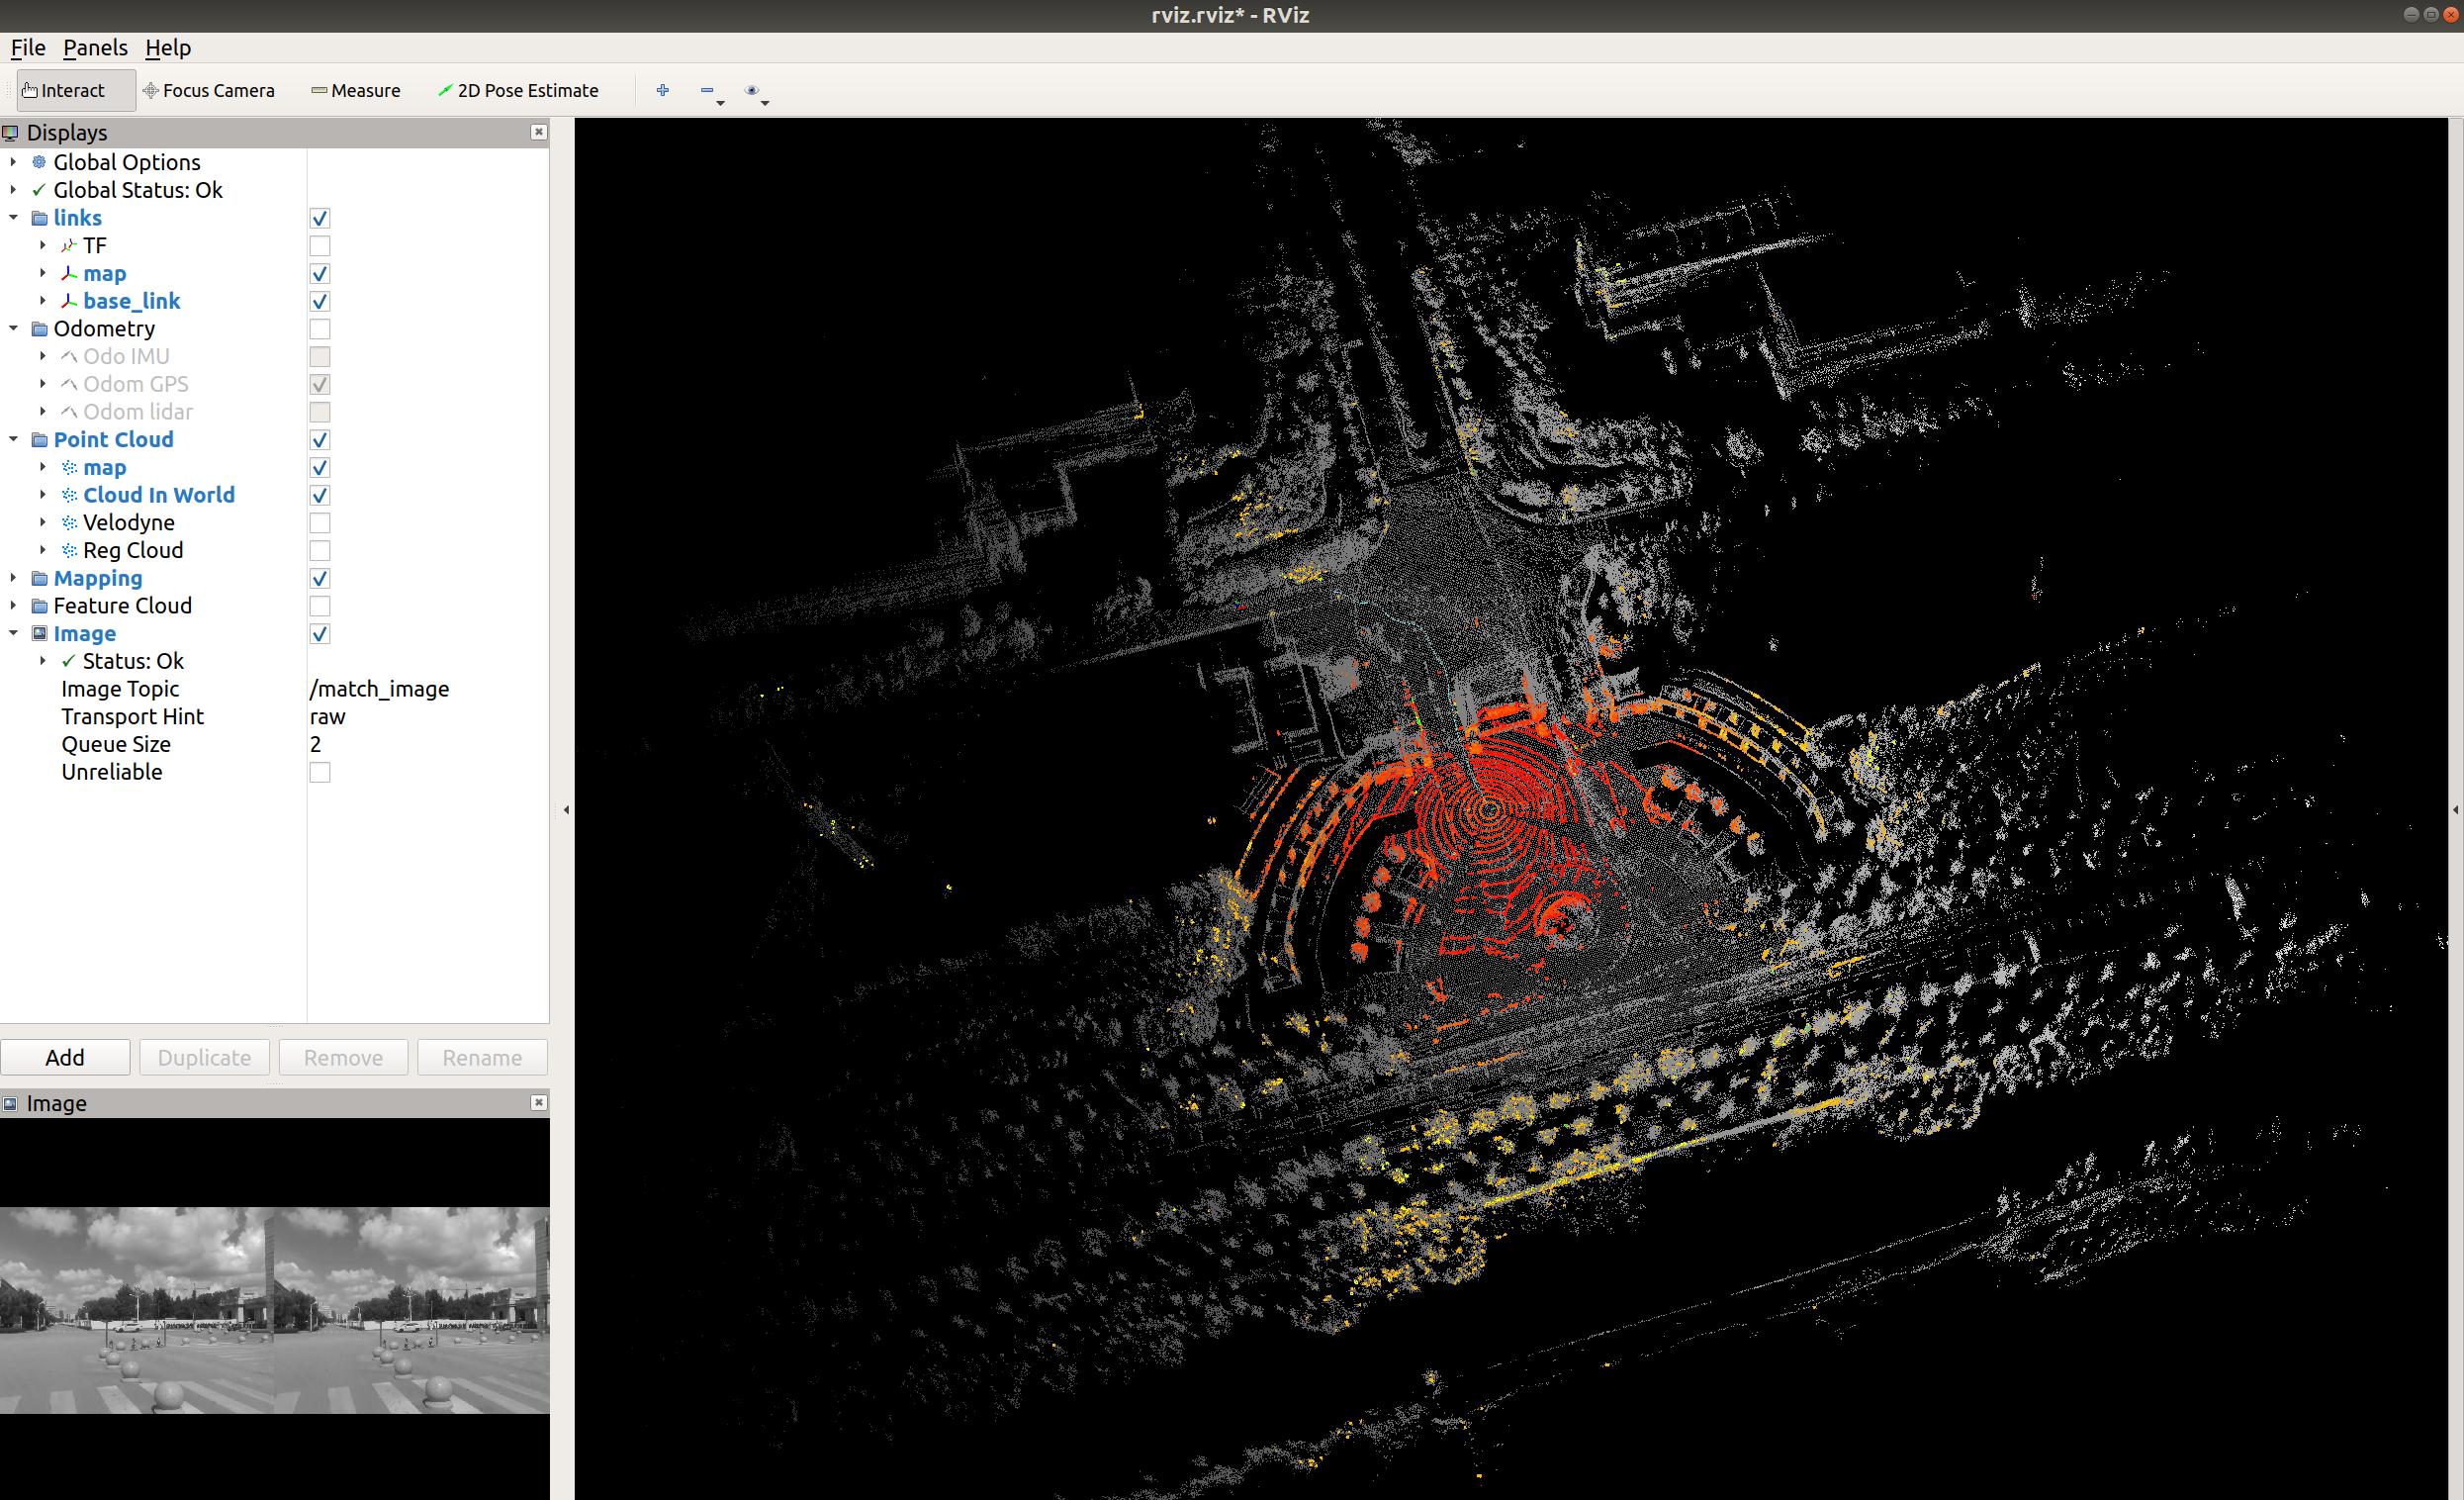 rviz.rviz* - RViz
File Panels Help
Interact Focus Camera Measure 2D Pose Estimate
Displays
Global Options
Global Status: Ok
links
TF
map
base_link
Odometry
Odo IMU
Odom GPS
Odom lidar
Point Cloud
map
Cloud In World
Velodyne
Reg Cloud
Mapping
Feature Cloud
Image
Status: Ok
Image Topic /match_image
Transport Hint raw
Queue Size 2
Unreliable
Add Duplicate Remove Rename
Image